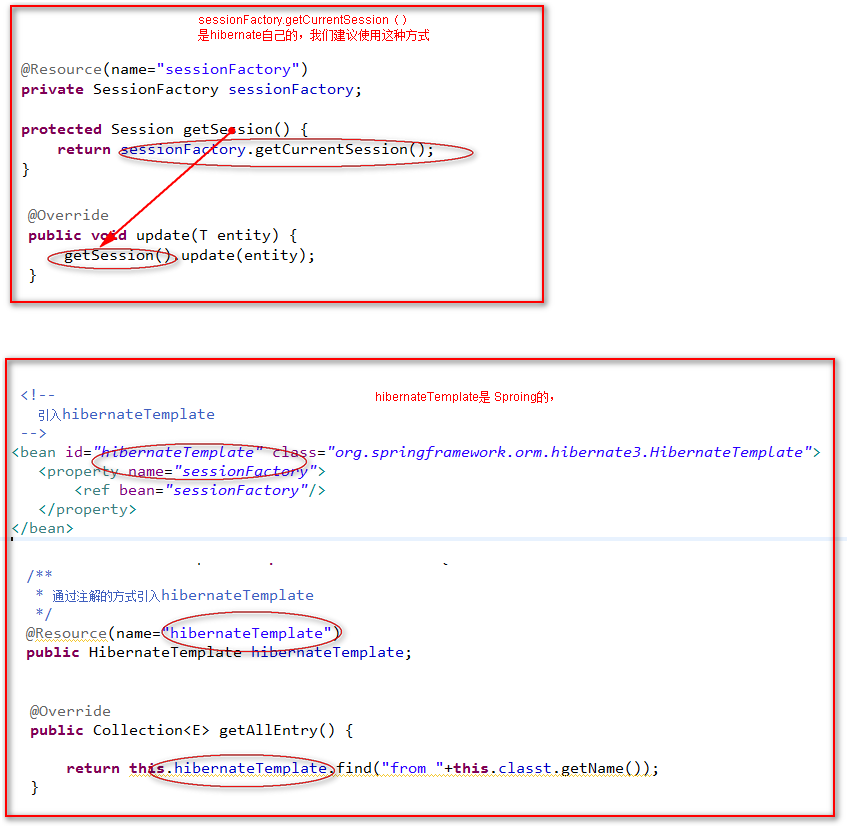 sessionFactory.getCurrentSession（）
是hibernate自己的，我们建议使用这种方式
@Resource(name="sessionFactory")
private SessionFactory sessionFactory;
protected Session getSession() {
return sessionFactory.getCurrentSession();
}
@Override
public void update(T entity) {
getSession().update(entity);
}
<!--
hibernateTemplate是 Sproing的，
引入hibernateTemplate
-->
<bean id="hibernateTemplate" class="org.springframework.orm.hibernate3.HibernateTemplate">
<property name="sessionFactory">
<ref bean="sessionFactory"/>
</property>
</bean>
/**
* 通过注解的方式引入hibernateTemplate
*/
@Resource(name="hibernateTemplate")
public HibernateTemplate hibernateTemplate;
@Override
public Collection<E> getAllEntry() {
return this.hibernateTemplate.find("from "+this.classt.getName());
}